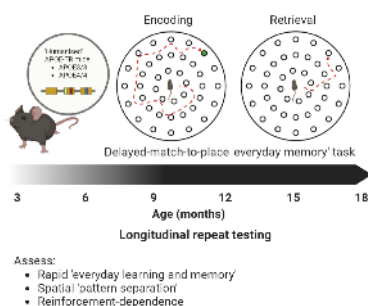 Encoding
Retrieval
'Humanised'
APOE-TR mice
• APOE3/3
• APOE4/4
Delayed-match-to-place everyday memory' task
3 6 9 12 15 18
Age (months)
Longitudinal repeat testing
Assess:
• Rapid 'everyday learning and memory'
• Spatial 'pattern separation'
• Reinforcement-dependence